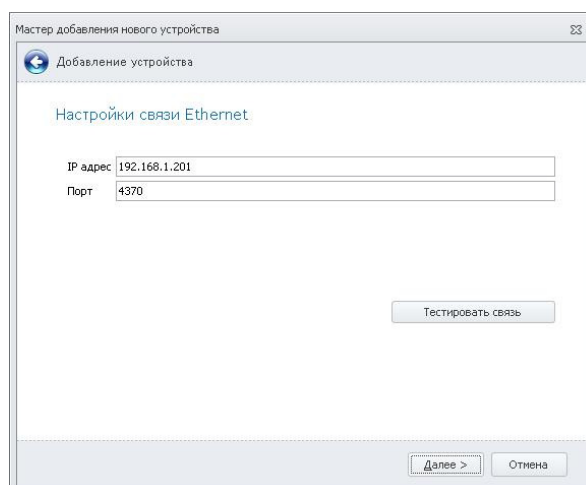 Мастер добавления нового устройства
Добавление устройства
Настройки связи Ethernet
IP адрес 192.168.1.201
Порт 4370
Тестировать связь
Далее > Отмена